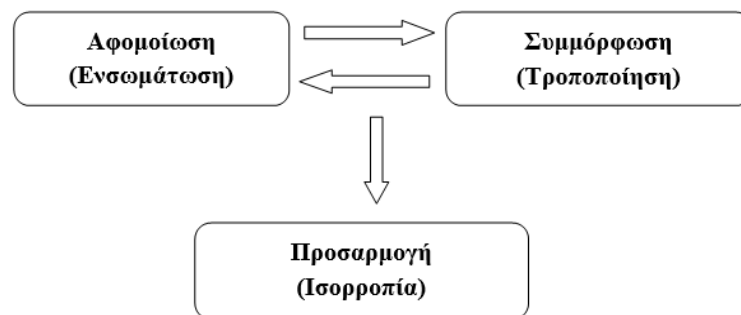 Αφομοίωση
(Ενσωμάτωση)
Συμμόρφωση
(Τροποποίηση)
Προσαρμογή
(Ισορροπία)